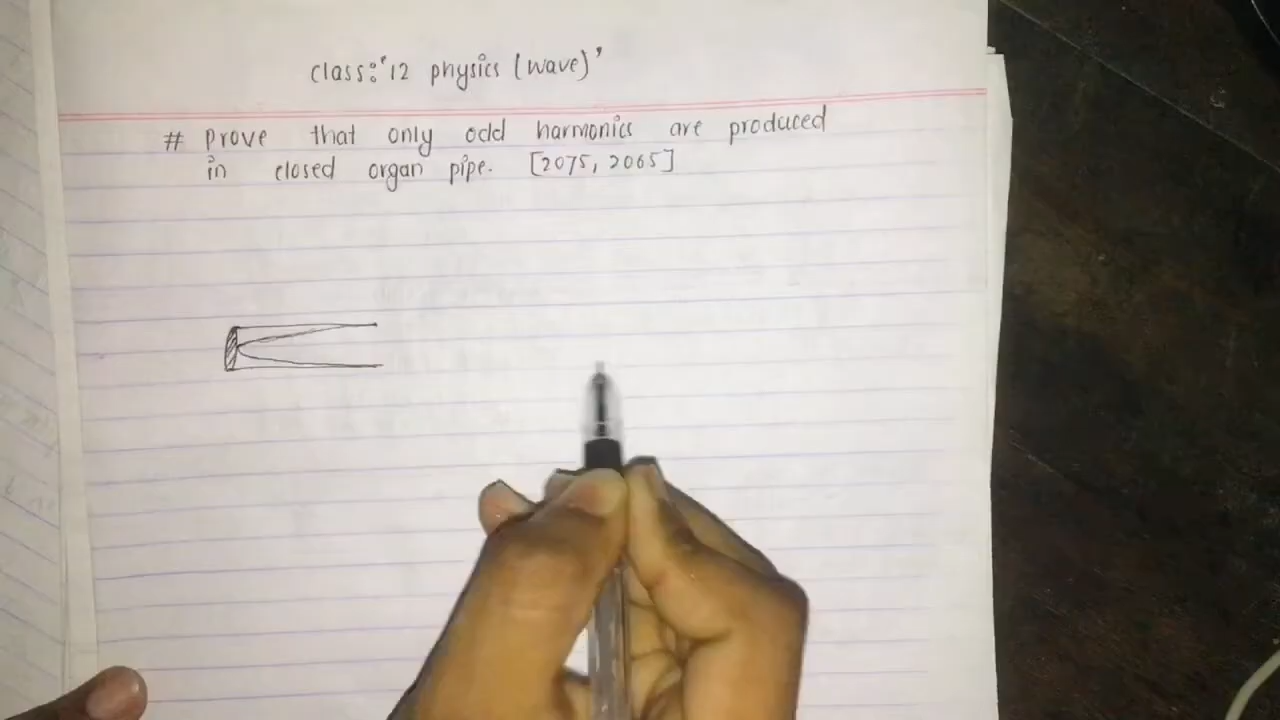 class:'12 physics (wave)'
# prove that only odd harmonics are produced
in closed organ pipe. [2075, 2065]